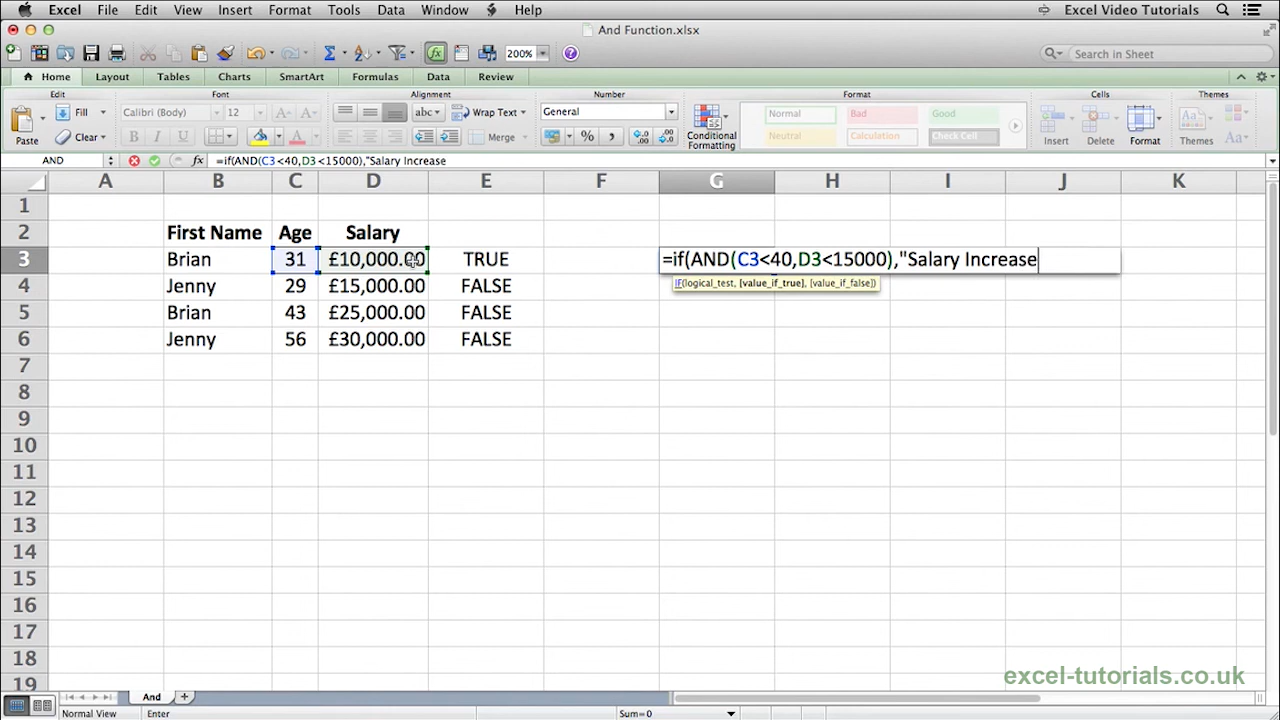 Excel File Edit View Insert Format Tools Data Window Help Excel Video Tutorials
And Function.xlsx
200% Search in Sheet
Home Layout Tables Charts SmartArt Formulas Data Review
Edit Font Alignment Number Format Cells Themes
Fill Calibri (Body) 12 A A abc Wrap Text General Normal Bad Good
Paste Clear B I U A Merge % Conditional Formatting Neutral Calculation Check Cell Insert Delete Format Themes Aa
AND fx =if(AND(C3<40,D3<15000),"Salary Increase
A B C D E F G H I J K
1
2 First Name Age Salary
3 Brian 31 £10,000.00 TRUE =if(AND(C3<40,D3<15000),"Salary Increase
IF(logical_test, [value_if_true], [value_if_false])
4 Jenny 29 £15,000.00 FALSE
5 Brian 43 £25,000.00 FALSE
6 Jenny 56 £30,000.00 FALSE
7
8
9
10
11
12
13
14
15
16
17
18
19
excel-tutorials.co.uk
And
Normal View Enter Sum=0